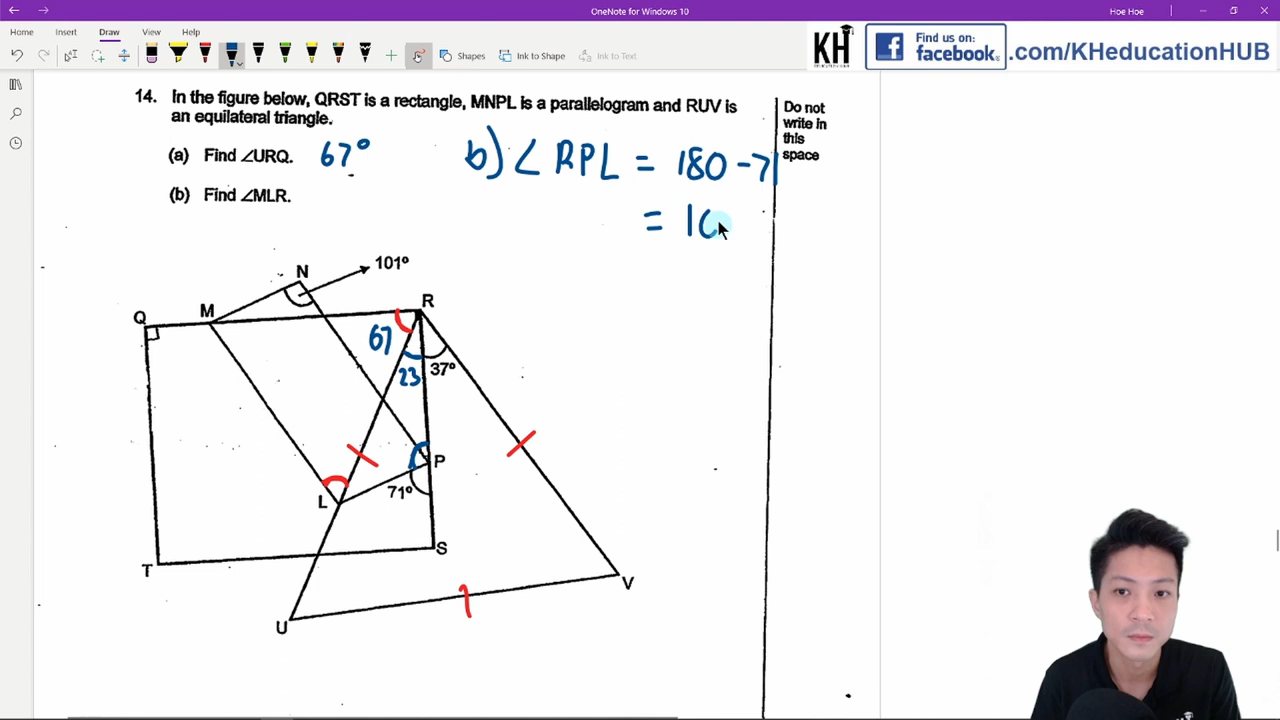 OneNote for Windows 10
Hoe Hoe
Home Insert Draw View Help
Shapes Ink to Shape Ink to Text
KH
Find us on:
facebook® .com/KHeducationHUB
14. In the figure below, QRST is a rectangle, MNPL is a parallelogram and RUV is
an equilateral triangle.
(a) Find ∠URQ. 67°
(b) Find ∠MLR.
Do not
write in
this
space
b) ∠ RPL = 180 - 71
= 10
N
101°
Q M R
67
37°
23
P
71°
L
S
T
V
U